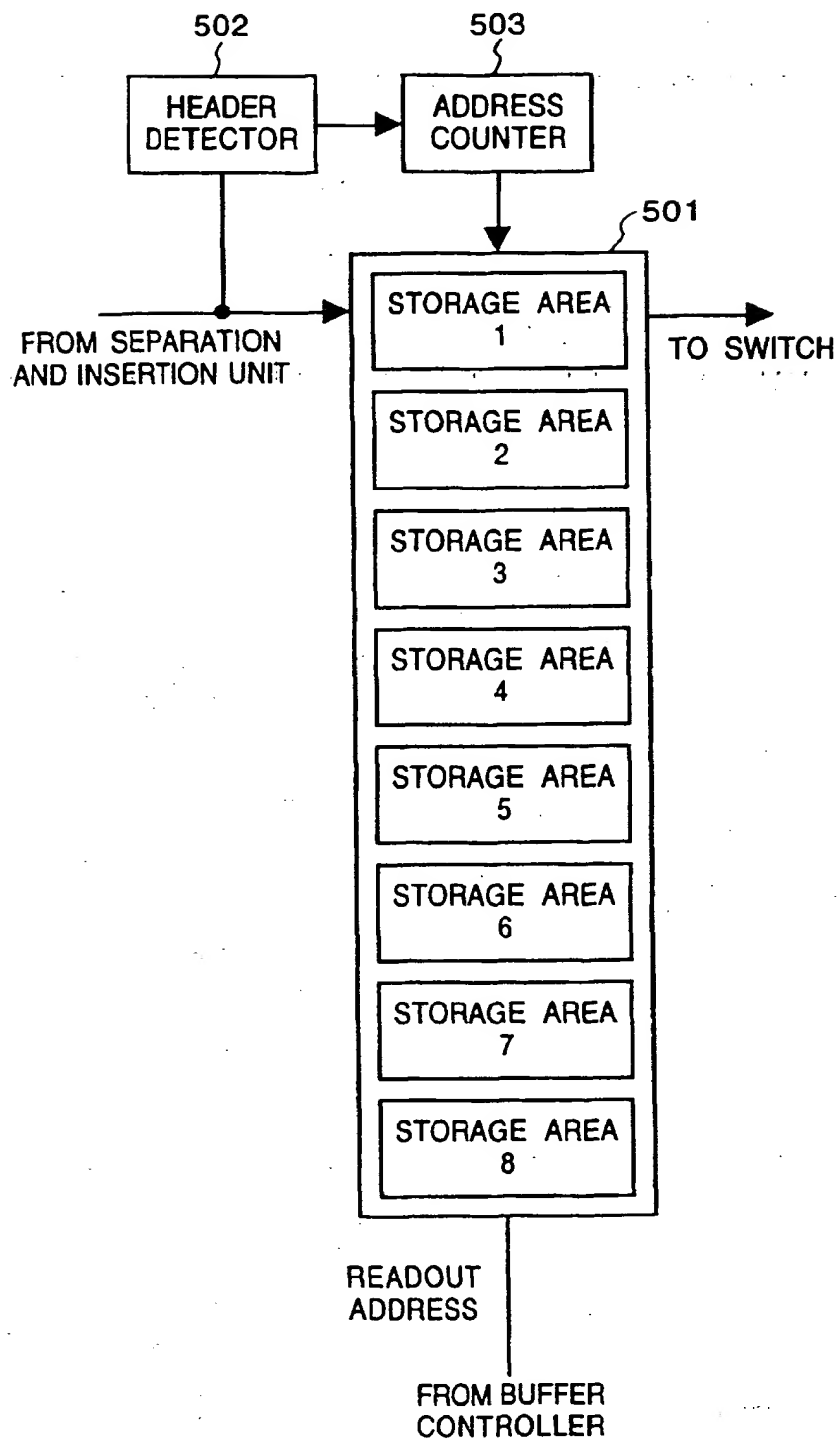 502
503
HEADER
DETECTOR
ADDRESS
COUNTER
501
FROM SEPARATION
AND INSERTION UNIT
TO SWITCH
STORAGE AREA
1
STORAGE AREA
2
STORAGE AREA
3
STORAGE AREA
4
STORAGE AREA
5
STORAGE AREA
6
STORAGE AREA
7
STORAGE AREA
8
READOUT
ADDRESS
FROM BUFFER
CONTROLLER